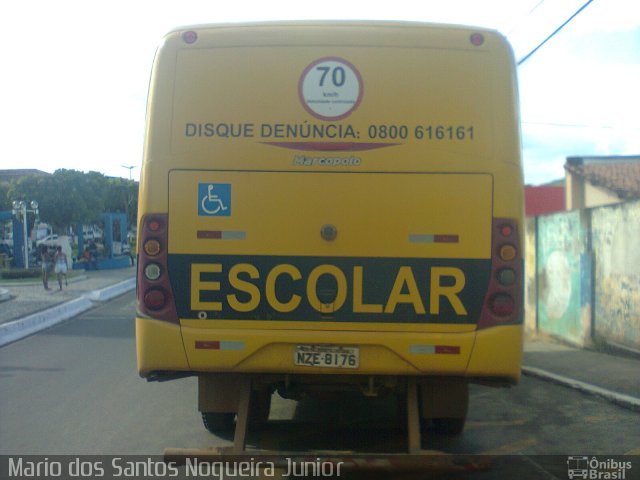 70
km/h
DISQUE DENÚNCIA: 0800 616161
Marcopolo
ESCOLAR
NZE-8176
Mario dos Santos Nogueira Junior
Ônibus
Brasil